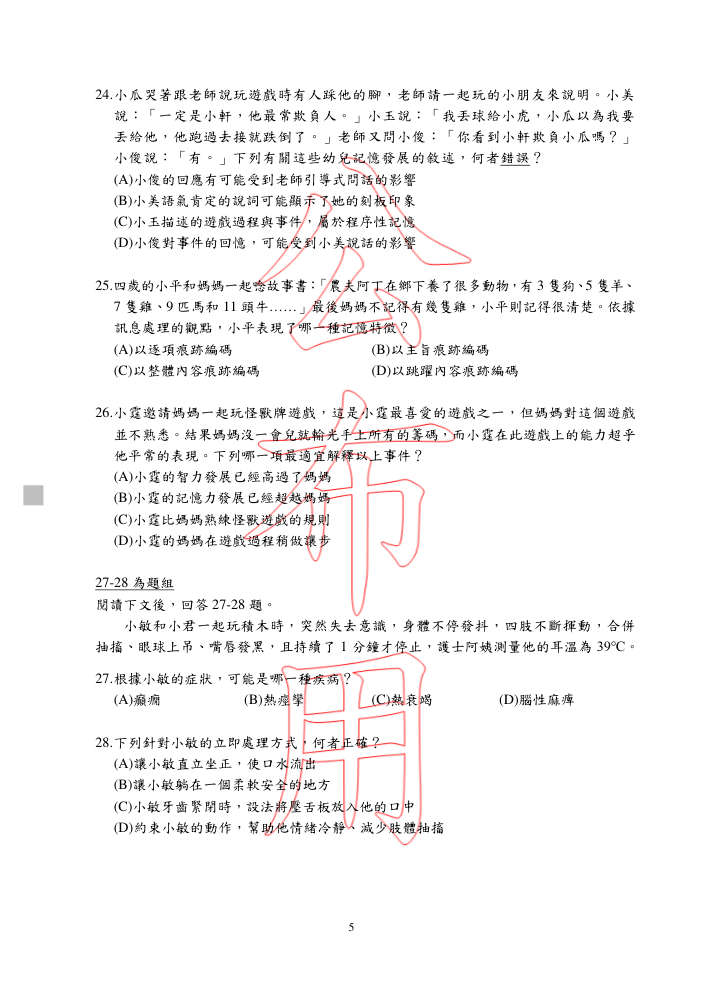 24.小瓜哭著跟老師說玩遊戲時有人踩他的腳，老師請一起玩的小朋友來說明。小美
說：「一定是小軒，他最常欺負人。」小玉說：「我丟球給小虎，小瓜以為我要
丟給他，他跑過去接就跌倒了。」老師又問小俊：「你看到小軒欺負小瓜嗎？」
小俊說：「有。」下列有關這些幼兒記憶發展的敘述，何者錯誤？
(A)小俊的回應有可能受到老師引導式問話的影響
(B)小美語氣肯定的說詞可能顯示了她的刻板印象
(C)小玉描述的遊戲過程與事件，屬於程序性記憶
(D)小俊對事件的回憶，可能受到小美說話的影響
25.四歲的小平和媽媽一起唸故事書：「農夫阿丁在鄉下養了很多動物，有 3 隻狗、5 隻羊、
7 隻雞、9 匹馬和 11 頭牛……」最後媽媽不記得有幾隻雞，小平則記得很清楚。依據
訊息處理的觀點，小平表現了哪一種記憶特徵？
(A)以逐項痕跡編碼 (B)以主旨痕跡編碼
(C)以整體內容痕跡編碼 (D)以跳躍內容痕跡編碼
26.小霆邀請媽媽一起玩怪獸牌遊戲，這是小霆最喜愛的遊戲之一，但媽媽對這個遊戲
並不熟悉。結果媽媽沒一會兒就輸光手上所有的籌碼，而小霆在此遊戲上的能力超乎
他平常的表現。下列哪一項最適宜解釋以上事件？
(A)小霆的智力發展已經高過了媽媽
(B)小霆的記憶力發展已經超越媽媽
(C)小霆比媽媽熟練怪獸遊戲的規則
(D)小霆的媽媽在遊戲過程稍做讓步
27-28 為題組
閱讀下文後，回答 27-28 題。
小敏和小君一起玩積木時，突然失去意識，身體不停發抖，四肢不斷揮動，合併
抽搐、眼球上吊、嘴唇發黑，且持續了 1 分鐘才停止，護士阿姨測量他的耳溫為 39℃。
27.根據小敏的症狀，可能是哪一種疾病？
(A)癲癇 (B)熱痙攣 (C)熱衰竭 (D)腦性麻痺
28.下列針對小敏的立即處理方式，何者正確？
(A)讓小敏直立坐正，使口水流出
(B)讓小敏躺在一個柔軟安全的地方
(C)小敏牙齒緊閉時，設法將壓舌板放入他的口中
(D)約束小敏的動作，幫助他情緒冷靜、減少肢體抽搐
公布用
5